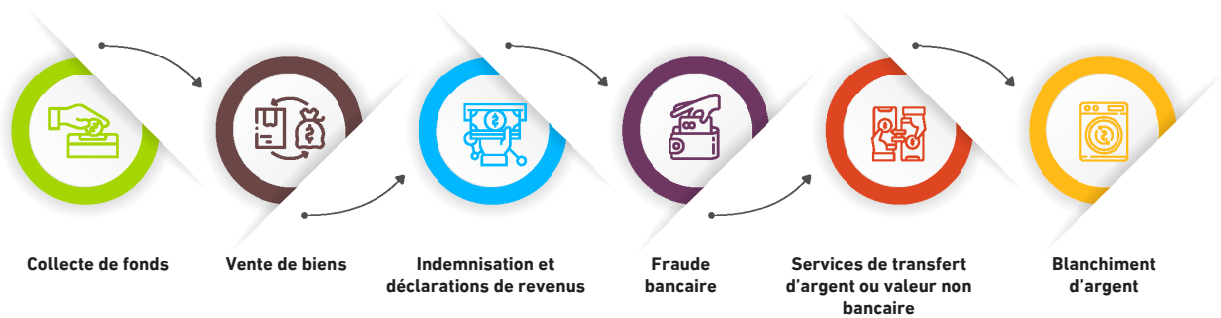 Collecte de fonds
Vente de biens
Indemnisation et
déclarations de revenus
Fraude
bancaire
Services de transfert
d'argent ou valeur non
bancaire
Blanchiment
d'argent